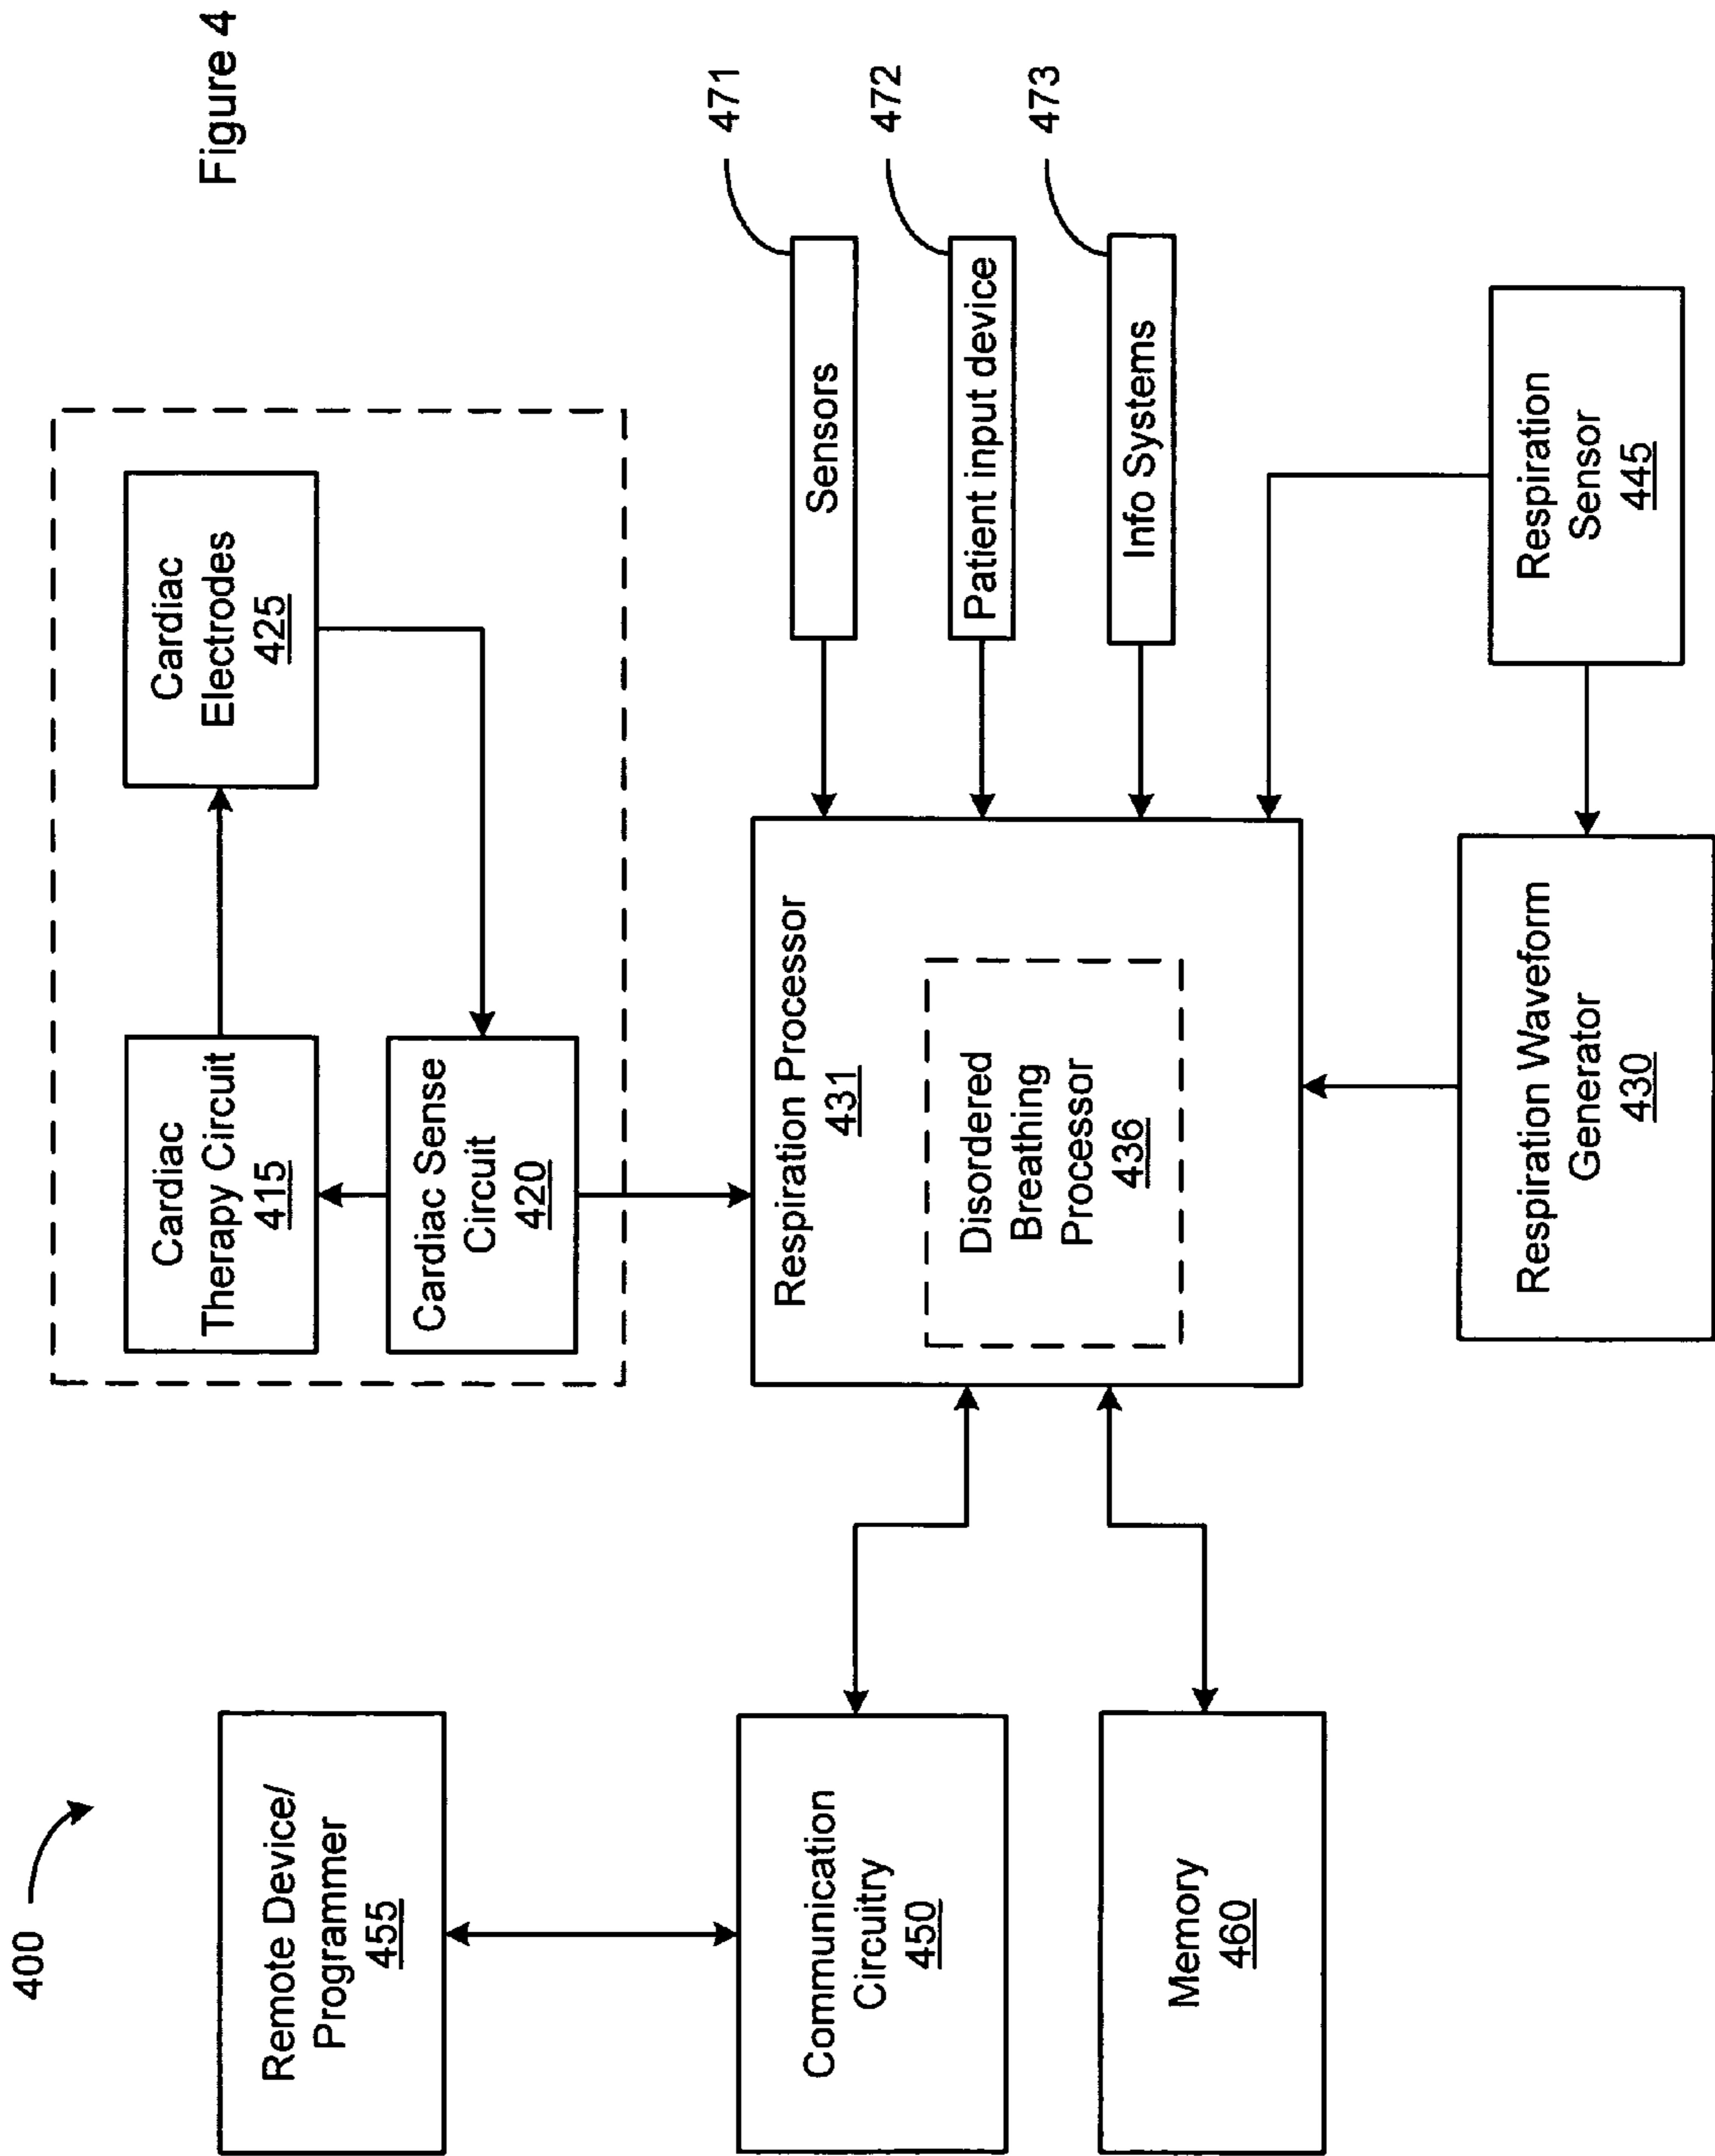 Figure 4
400
Remote Device/
Programmer
455
Cardiac
Therapy Circuit
415
Cardiac
Electrodes
425
Cardiac Sense
Circuit
420
Communication
Circuitry
450
Memory
460
Respiration Processor
431
Disordered
Breathing
Processor
436
Sensors
471
Patient input device
472
Info Systems
473
Respiration Waveform
Generator
430
Respiration
Sensor
445